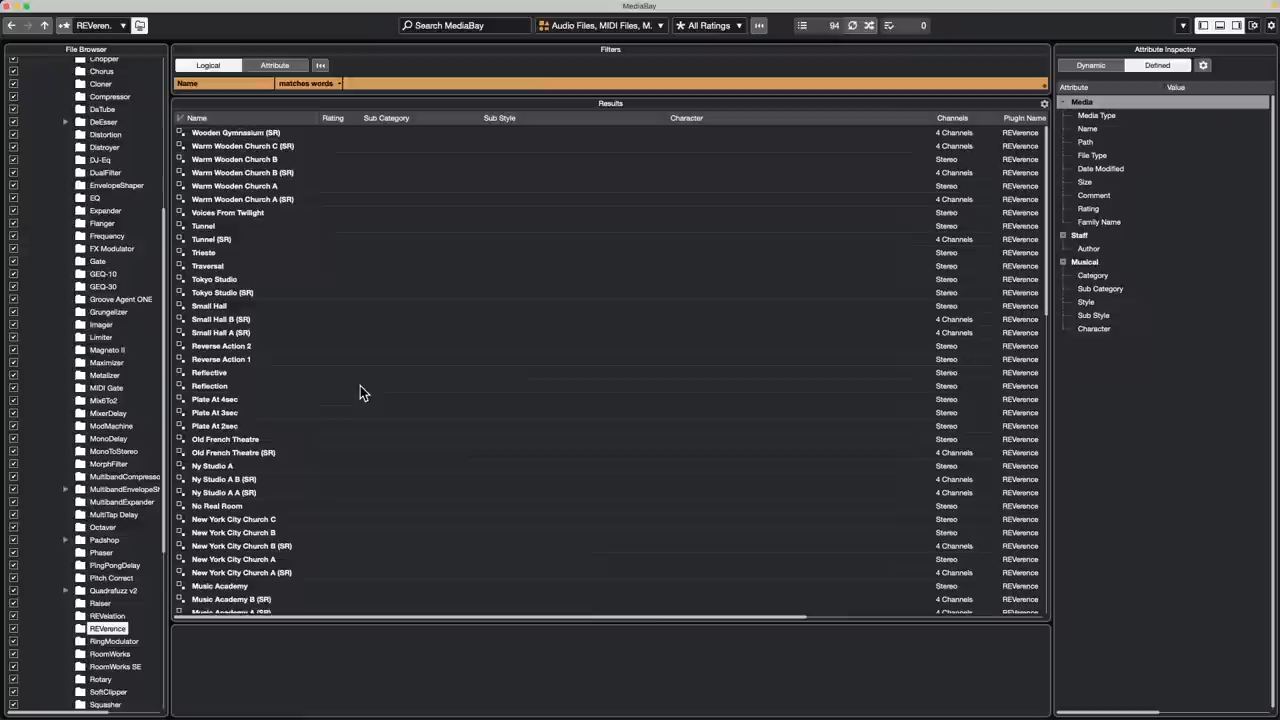 MediaBay
REVeren.
Search MediaBay
Audio Files, MIDI Files, M.
All Ratings
94
0
File Browser
Chopper
Chorus
Cloner
Compressor
DaTube
DeEsser
Distortion
Distroyer
DJ-Eq
DualFilter
EnvelopeShaper
EQ
Expander
Flanger
Frequency
FX Modulator
Gate
GEQ-10
GEQ-30
Groove Agent ONE
Grungelizer
Imager
Limiter
Magneto II
Maximizer
Metalizer
MIDI Gate
Mix6To2
MixerDelay
ModMachine
MonoDelay
MonoToStereo
MorphFilter
MultibandCompresso
MultibandEnvelopeSh
MultibandExpander
MultiTap Delay
Octaver
Padshop
Phaser
PingPongDelay
Pitch Correct
Quadrafuzz v2
Raiser
REVelation
REVerence
RingModulator
RoomWorks
RoomWorks SE
Rotary
SoftClipper
Squasher
Filters
Logical Attribute
Name matches words
Results
Name Rating Sub Category Sub Style Character Channels PlugIn Name
Wooden Gymnasium (SR) 4 Channels REVerence
Warm Wooden Church C (SR) 4 Channels REVerence
Warm Wooden Church B Stereo REVerence
Warm Wooden Church B (SR) 4 Channels REVerence
Warm Wooden Church A Stereo REVerence
Warm Wooden Church A (SR) 4 Channels REVerence
Voices From Twilight Stereo REVerence
Tunnel Stereo REVerence
Tunnel (SR) 4 Channels REVerence
Trieste Stereo REVerence
Traversal Stereo REVerence
Tokyo Studio Stereo REVerence
Tokyo Studio (SR) 4 Channels REVerence
Small Hall Stereo REVerence
Small Hall B (SR) 4 Channels REVerence
Small Hall A (SR) 4 Channels REVerence
Reverse Action 2 Stereo REVerence
Reverse Action 1 Stereo REVerence
Reflective Stereo REVerence
Reflection Stereo REVerence
Plate At 4sec Stereo REVerence
Plate At 3sec Stereo REVerence
Plate At 2sec Stereo REVerence
Old French Theatre Stereo REVerence
Old French Theatre (SR) 4 Channels REVerence
Ny Studio A Stereo REVerence
Ny Studio A B (SR) 4 Channels REVerence
Ny Studio A A (SR) 4 Channels REVerence
No Real Room Stereo REVerence
New York City Church C Stereo REVerence
New York City Church B Stereo REVerence
New York City Church B (SR) 4 Channels REVerence
New York City Church A Stereo REVerence
New York City Church A (SR) 4 Channels REVerence
Music Academy Stereo REVerence
Music Academy B (SR) 4 Channels REVerence
Music Academy A (SR) 4 Channels REVerence
Attribute Inspector
Dynamic Defined
Attribute Value
Media
Media Type
Name
Path
File Type
Date Modified
Size
Comment
Rating
Family Name
Staff
Author
Musical
Category
Sub Category
Style
Sub Style
Character